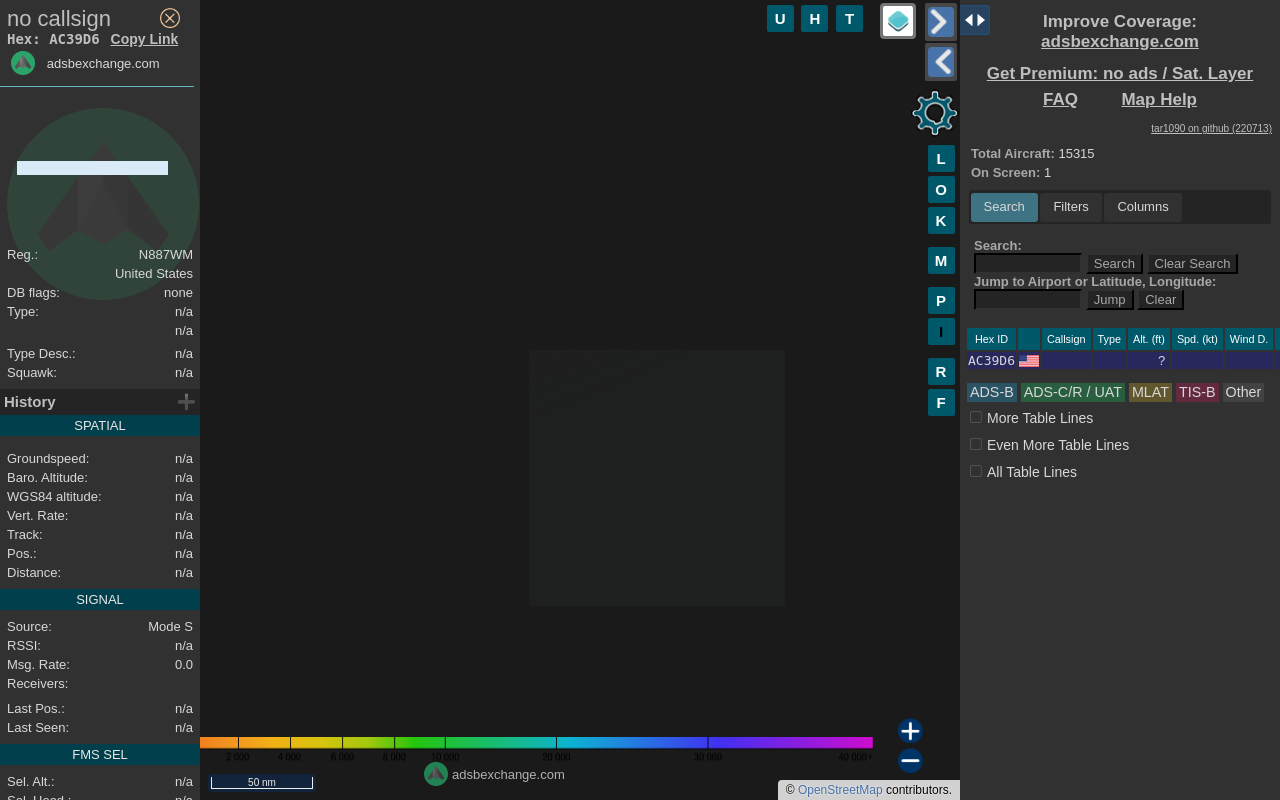 no callsign
Hex: AC39D6 Copy Link
adsbexchange.com
Reg.: N887WM
United States
DB flags: none
Type: n/a
n/a
Type Desc.: n/a
Squawk: n/a
History
SPATIAL
Groundspeed: n/a
Baro. Altitude: n/a
WGS84 altitude: n/a
Vert. Rate: n/a
Track: n/a
Pos.: n/a
Distance: n/a
SIGNAL
Source: Mode S
RSSI: n/a
Msg. Rate: 0.0
Receivers:
Last Pos.: n/a
Last Seen: n/a
FMS SEL
Sel. Alt.: n/a
Sel. Head.: n/a
U H T
L
O
K
M
P
I
R
F
2 000 4 000 6 000 8 000 10 000 20 000 30 000 40 000+
adsbexchange.com
50 nm
© OpenStreetMap contributors.
Improve Coverage:
adsbexchange.com
Get Premium: no ads / Sat. Layer
FAQ Map Help
tar1090 on github (220713)
Total Aircraft: 15315
On Screen: 1
Search Filters Columns
Search:
Search Clear Search
Jump to Airport or Latitude, Longitude:
Jump Clear
Hex ID Callsign Type Alt. (ft) Spd. (kt) Wind D.
AC39D6 ?
ADS-B ADS-C/R / UAT MLAT TIS-B Other
More Table Lines
Even More Table Lines
All Table Lines